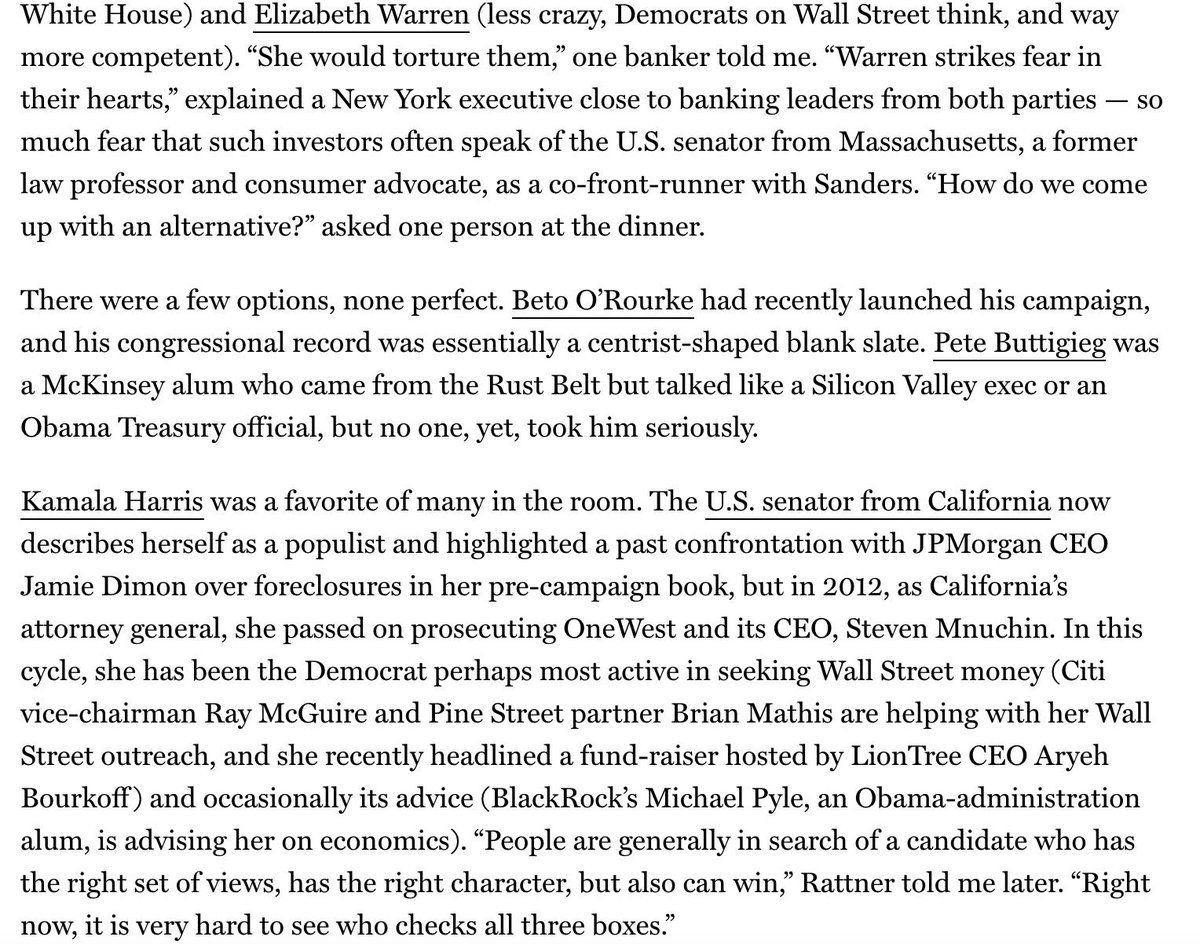 White House) and Elizabeth Warren (less crazy, Democrats on Wall Street think, and way
more competent). “She would torture them,” one banker told me. “Warren strikes fear in
their hearts,” explained a New York executive close to banking leaders from both parties — so
much fear that such investors often speak of the U.S. senator from Massachusetts, a former
law professor and consumer advocate, as a co-front-runner with Sanders. “How do we come
up with an alternative?” asked one person at the dinner.
There were a few options, none perfect. Beto O’Rourke had recently launched his campaign,
and his congressional record was essentially a centrist-shaped blank slate. Pete Buttigieg was
a McKinsey alum who came from the Rust Belt but talked like a Silicon Valley exec or an
Obama Treasury official, but no one, yet, took him seriously.
Kamala Harris was a favorite of many in the room. The U.S. senator from California now
describes herself as a populist and highlighted a past confrontation with JPMorgan CEO
Jamie Dimon over foreclosures in her pre-campaign book, but in 2012, as California’s
attorney general, she passed on prosecuting OneWest and its CEO, Steven Mnuchin. In this
cycle, she has been the Democrat perhaps most active in seeking Wall Street money (Citi
vice-chairman Ray McGuire and Pine Street partner Brian Mathis are helping with her Wall
Street outreach, and she recently headlined a fund-raiser hosted by LionTree CEO Aryeh
Bourkoff) and occasionally its advice (BlackRock’s Michael Pyle, an Obama-administration
alum, is advising her on economics). “People are generally in search of a candidate who has
the right set of views, has the right character, but also can win,” Rattner told me later. “Right
now, it is very hard to see who checks all three boxes.”